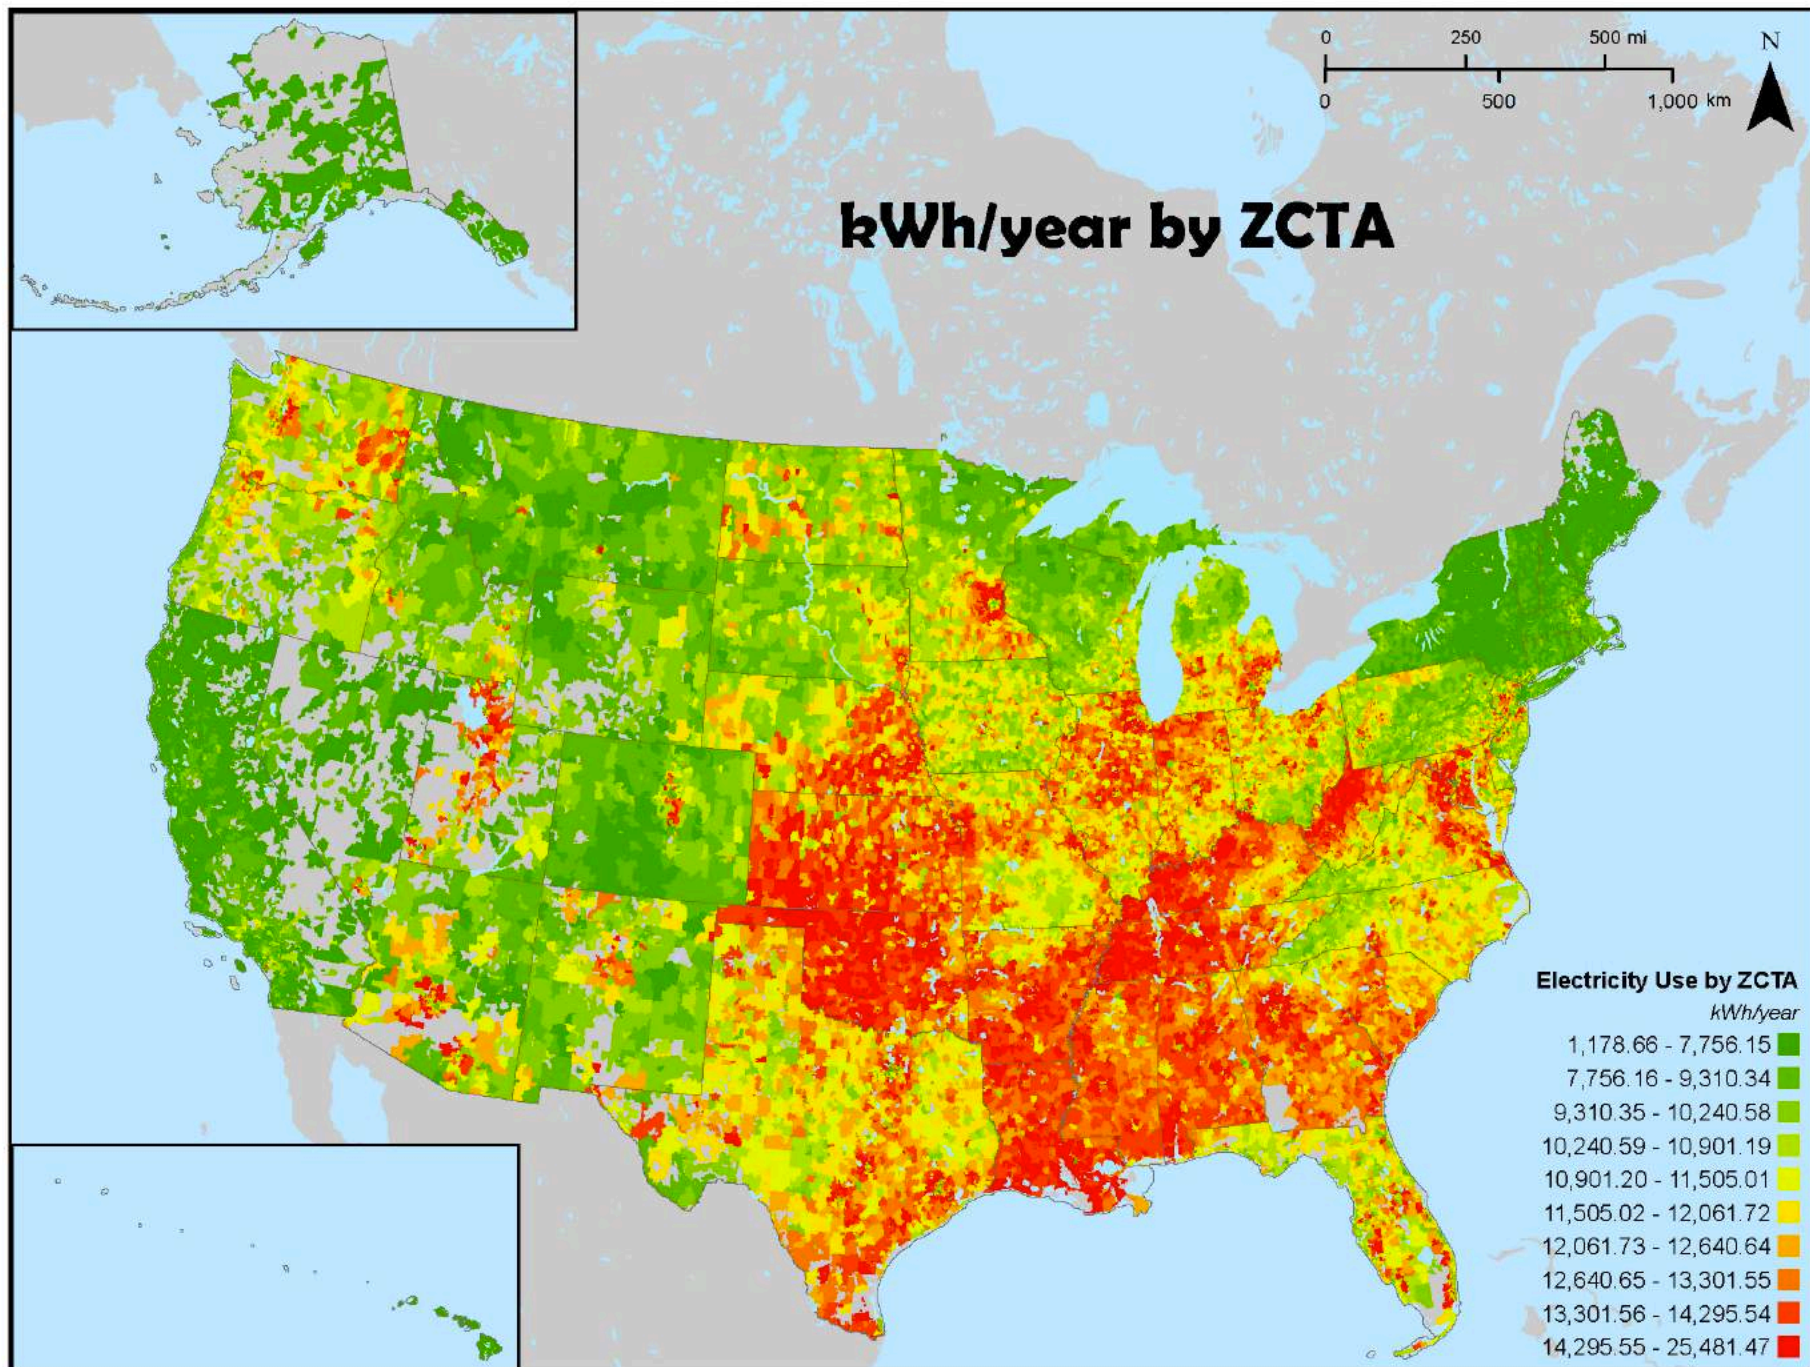 0 250 500 mi
N
0 500 1,000 km
kWh/year by ZCTA
Electricity Use by ZCTA
kWh/year
1,178.66 - 7,756.15
7,756.16 - 9,310.34
9,310.35 - 10,240.58
10,240.59 - 10,901.19
10,901.20 - 11,505.01
11,505.02 - 12,061.72
12,061.73 - 12,640.64
12,640.65 - 13,301.55
13,301.56 - 14,295.54
14,295.55 - 25,481.47